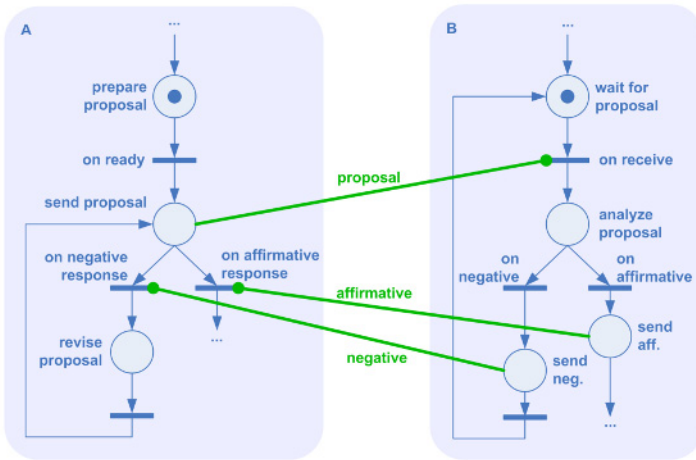 A
...
prepare
proposal
on ready
send proposal
on negative
response
on affirmative
response
...
revise
proposal
proposal
affirmative
negative
B
...
wait for
proposal
on receive
analyze
proposal
on
negative
on
affirmative
send
aff.
send
neg.
...